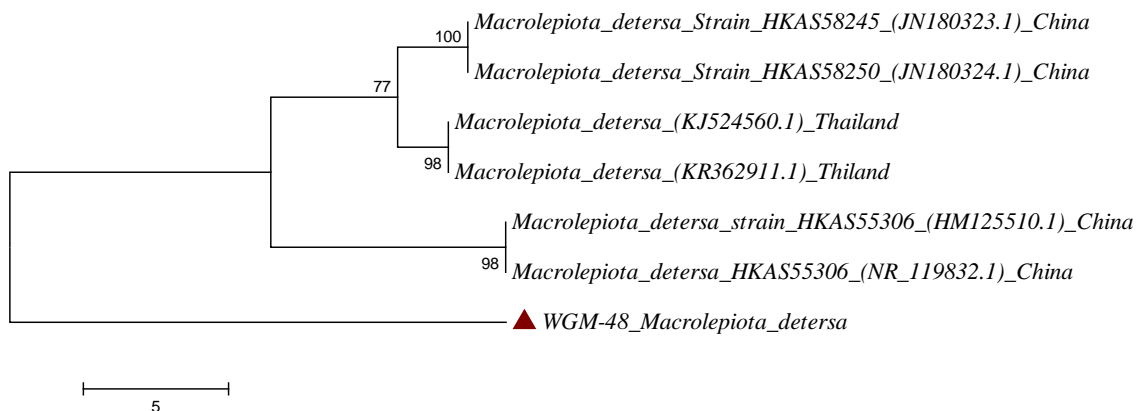 Macrolepiota_detersa_Strain_HKAS58245_(JN180323.1)_China
100
Macrolepiota_detersa_Strain_HKAS58250_(JN180324.1)_China
77
Macrolepiota_detersa_(KJ524560.1)_Thailand
98
Macrolepiota_detersa_(KR362911.1)_Thiland
Macrolepiota_detersa_strain_HKAS55306_(HM125510.1)_China
98
Macrolepiota_detersa_HKAS55306_(NR_119832.1)_China
WGM-48_Macrolepiota_detersa
5